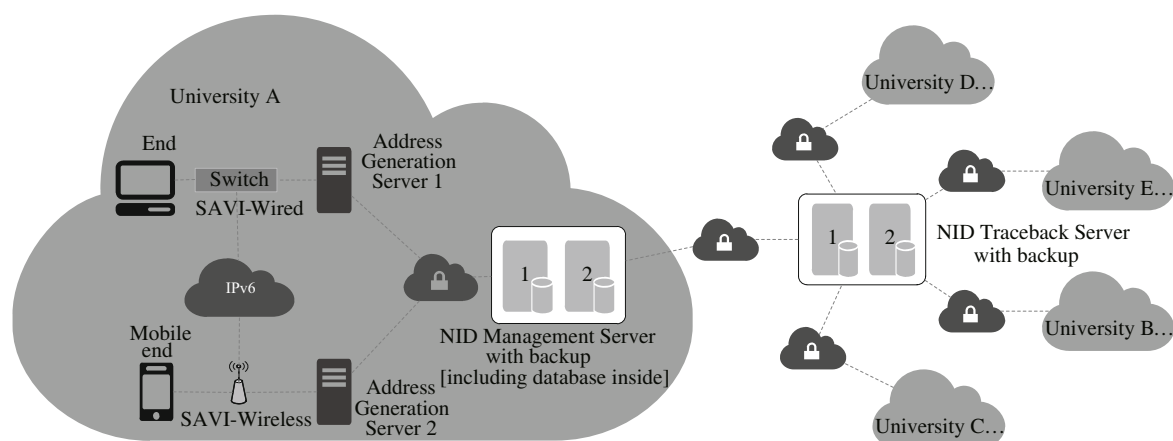 University A
End
Switch
SAVI-Wired
Address
Generation
Server 1
IPv6
Mobile
end
SAVI-Wireless
Address
Generation
Server 2
1
2
NID Management Server
with backup
[including database inside]
University D...
University E...
1
2
NID Traceback Server
with backup
University B...
University C...